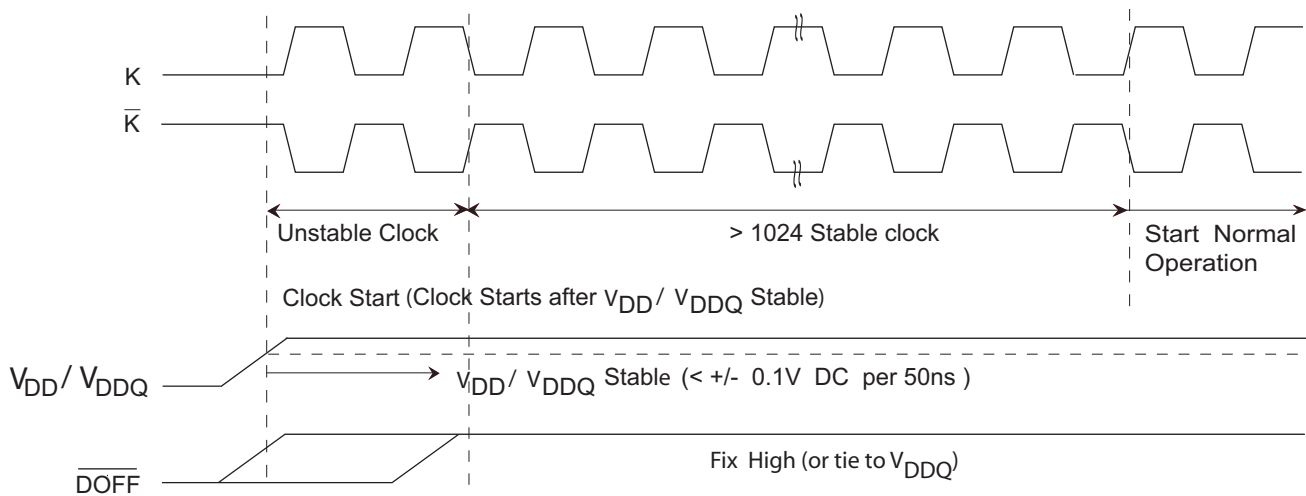 K
K̅
Unstable Clock
> 1024 Stable clock
Start Normal
Operation
Clock Start (Clock Starts after VDD / VDDQ Stable)
VDD / VDDQ
VDD / VDDQ Stable (< +/- 0.1V DC per 50ns )
D̅O̅F̅F̅
Fix High (or tie to VDDQ)